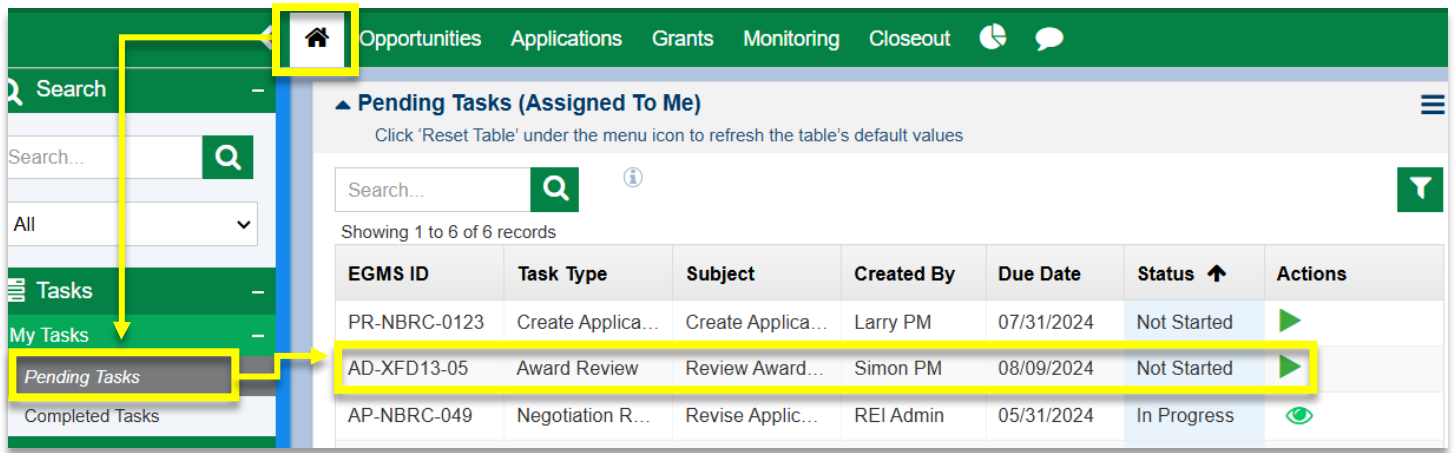 Opportunities Applications Grants Monitoring Closeout
Search –
Search...
All
Tasks –
My Tasks –
Pending Tasks
Completed Tasks
Pending Tasks (Assigned To Me)
Click ‘Reset Table’ under the menu icon to refresh the table’s default values
Search...
Showing 1 to 6 of 6 records
EGMS ID Task Type Subject Created By Due Date Status Actions
PR-NBRC-0123 Create Applica... Create Applica... Larry PM 07/31/2024 Not Started
AD-XFD13-05 Award Review Review Award... Simon PM 08/09/2024 Not Started
AP-NBRC-049 Negotiation R... Revise Applic... REI Admin 05/31/2024 In Progress